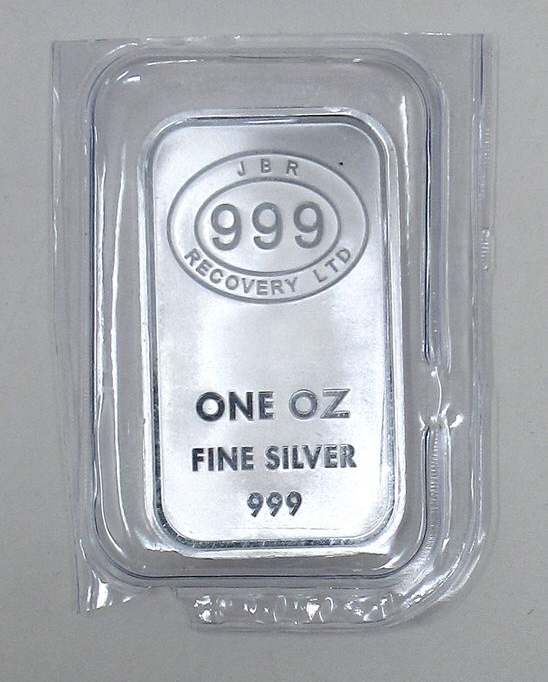 JBR
999
RECOVERY LTD
ONE OZ
FINE SILVER
999